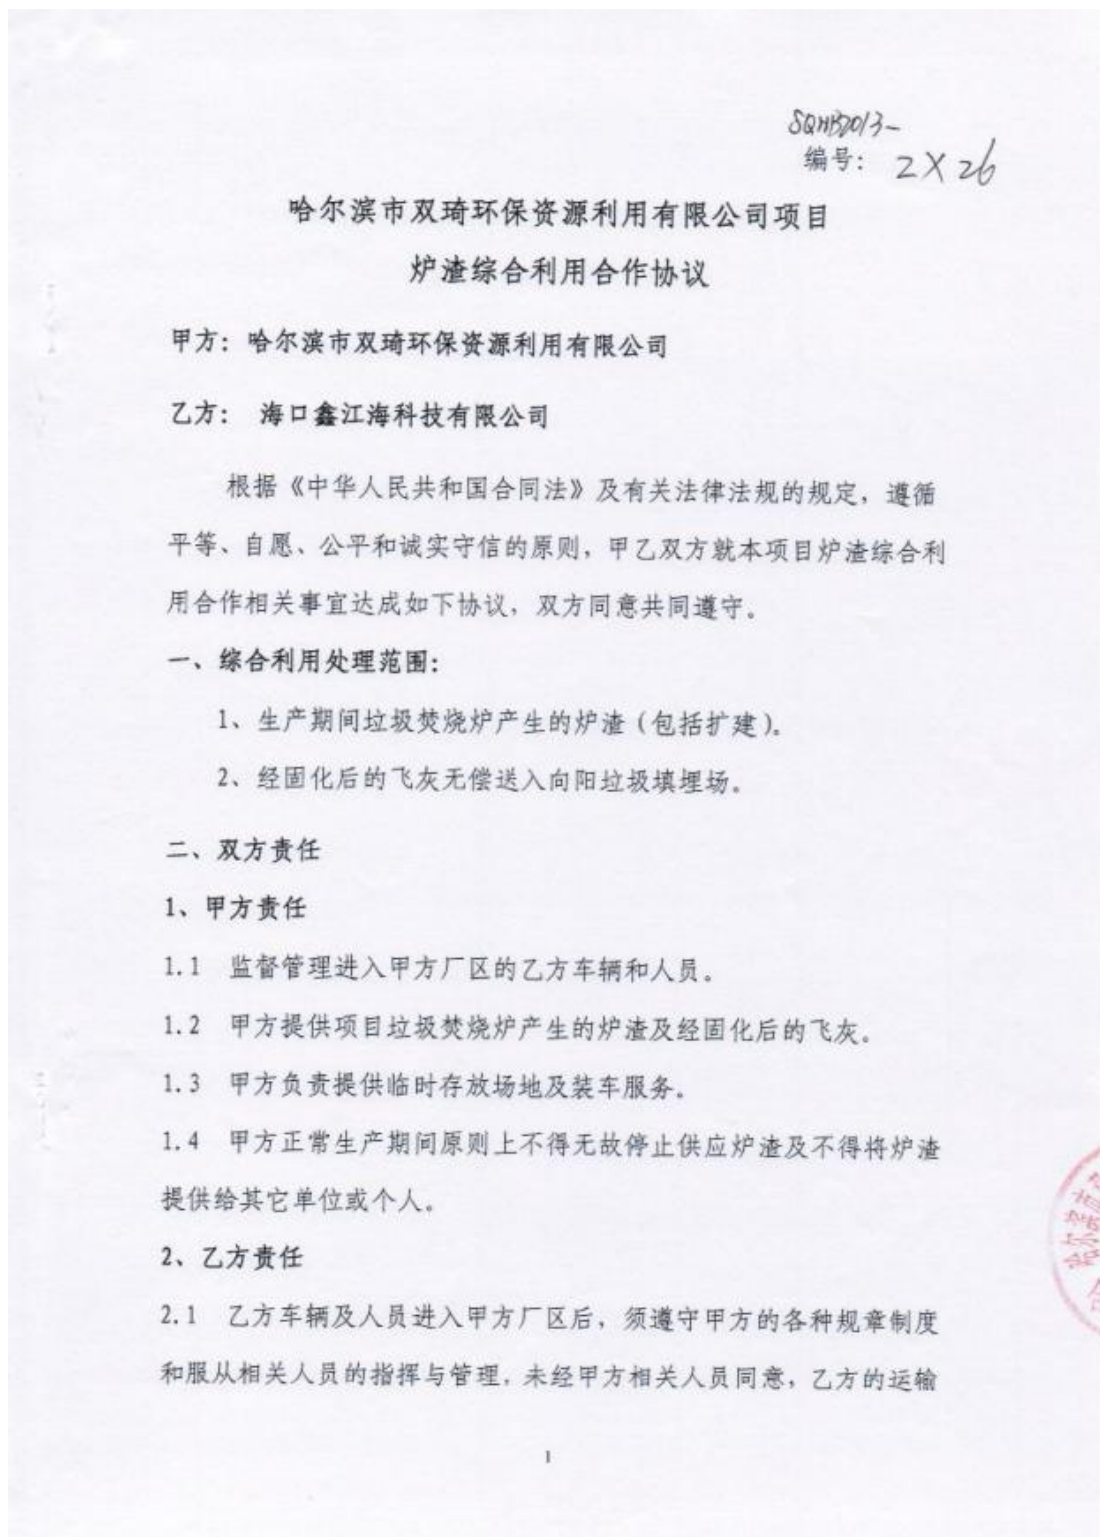 SQHB2013-
编号: 2X26
哈尔滨市双琦环保资源利用有限公司项目
炉渣综合利用合作协议
甲方: 哈尔滨市双琦环保资源利用有限公司
乙方: 海口鑫江海科技有限公司
根据《中华人民共和国合同法》及有关法律法规的规定, 遵循
平等、自愿、公平和诚实守信的原则, 甲乙双方就本项目炉渣综合利
用合作相关事宜达成如下协议, 双方同意共同遵守。
一、综合利用处理范围:
1、生产期间垃圾焚烧炉产生的炉渣(包括扩建)。
2、经固化后的飞灰无偿送入向阳垃圾填埋场。
二、双方责任
1、甲方责任
1.1 监督管理进入甲方厂区的乙方车辆和人员。
1.2 甲方提供项目垃圾焚烧炉产生的炉渣及经固化后的飞灰。
1.3 甲方负责提供临时存放场地及装车服务。
1.4 甲方正常生产期间原则上不得无故停止供应炉渣及不得将炉渣
提供给其它单位或个人。
2、乙方责任
2.1 乙方车辆及人员进入甲方厂区后, 须遵守甲方的各种规章制度
和服从相关人员的指挥与管理, 未经甲方相关人员同意, 乙方的运输
1